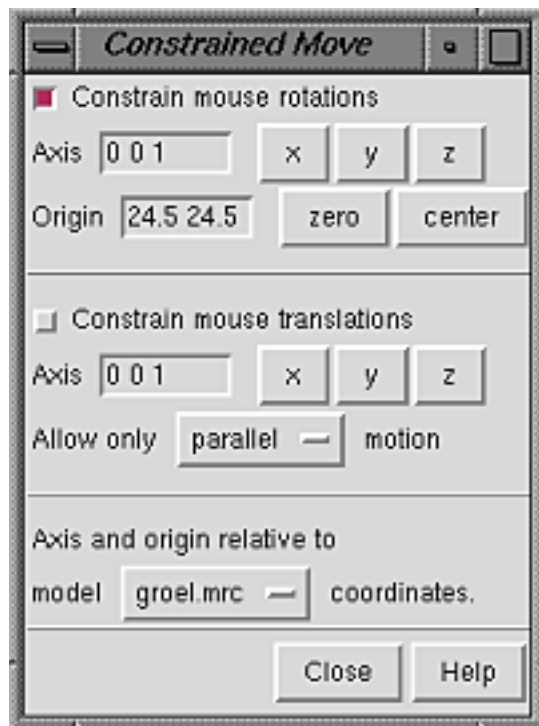 Constrained Move
Constrain mouse rotations
Axis 0 0 1 x y z
Origin 24.5 24.5 zero center
Constrain mouse translations
Axis 0 0 1 x y z
Allow only parallel motion
Axis and origin relative to
model groel.mrc coordinates.
Close Help